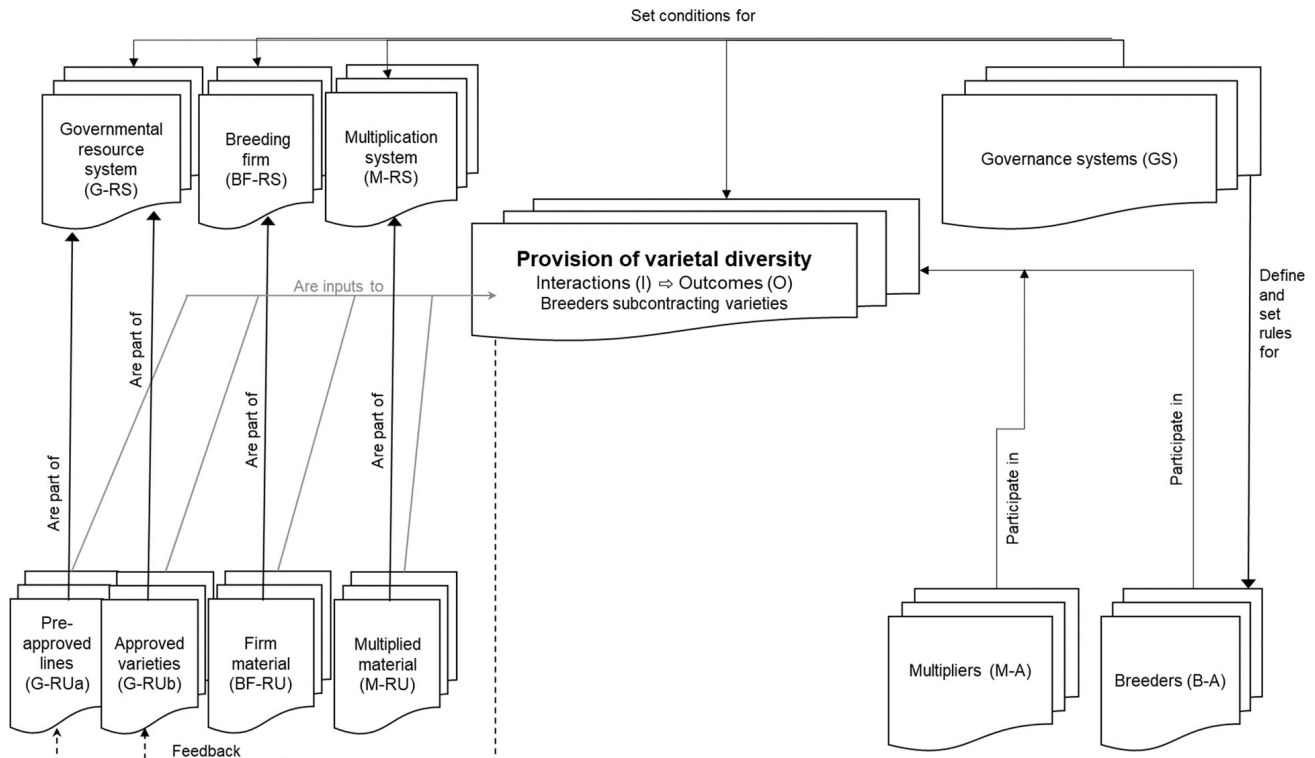 Set conditions for
Governmental
resource
system
(G-RS)
Breeding
firm
(BF-RS)
Multiplication
system
(M-RS)
Governance systems (GS)
Provision of varietal diversity
Interactions (I) ⇨ Outcomes (O)
Breeders subcontracting varieties
Are inputs to
Define
and
set
rules
for
Are part of
Are part of
Are part of
Are part of
Participate in
Participate in
Pre-
approved
lines
(G-RUa)
Approved
varieties
(G-RUb)
Firm
material
(BF-RU)
Multiplied
material
(M-RU)
Multipliers (M-A)
Breeders (B-A)
Feedback